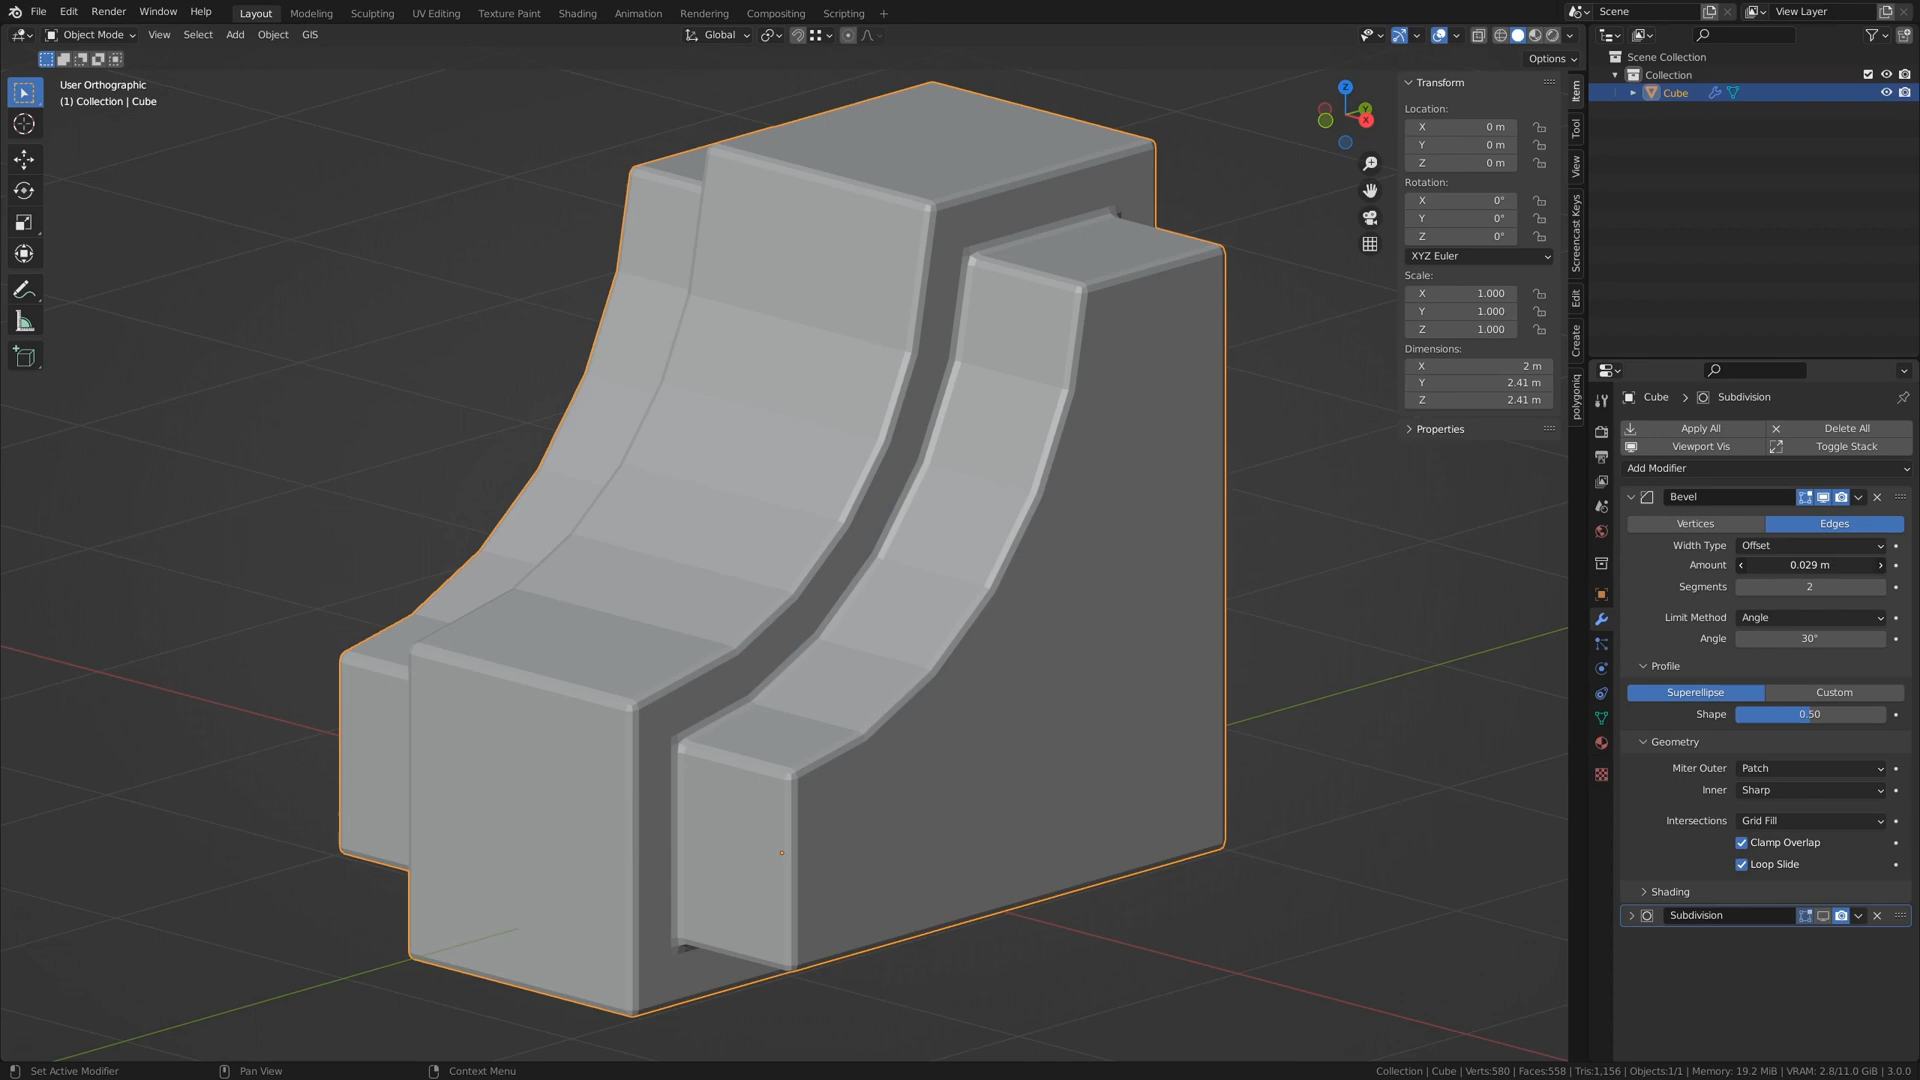 File Edit Render Window Help Layout Modeling Sculpting UV Editing Texture Paint Shading Animation Rendering Compositing Scripting + Scene View Layer
Object Mode View Select Add Object GIS Global
Options
User Orthographic
(1) Collection | Cube
Z
Y
X
Transform
Location:
X 0 m
Y 0 m
Z 0 m
Rotation:
X 0°
Y 0°
Z 0°
XYZ Euler
Scale:
X 1.000
Y 1.000
Z 1.000
Dimensions:
X 2 m
Y 2.41 m
Z 2.41 m
Properties
Item
Tool
View
Screencast Keys
Edit
Create
polygoniq
Scene Collection
Collection
Cube
Cube > Subdivision
Apply All Delete All
Viewport Vis Toggle Stack
Add Modifier
Bevel
Vertices Edges
Width Type Offset
Amount 0.029 m
Segments 2
Limit Method Angle
Angle 30°
Profile
Superellipse Custom
Shape 0.50
Geometry
Miter Outer Patch
Inner Sharp
Intersections Grid Fill
Clamp Overlap
Loop Slide
Shading
Subdivision
Set Active Modifier Pan View Context Menu Collection | Cube | Verts:580 | Faces:558 | Tris:1,156 | Objects:1/1 | Memory: 19.2 MiB | VRAM: 2.8/11.0 GiB | 3.0.0